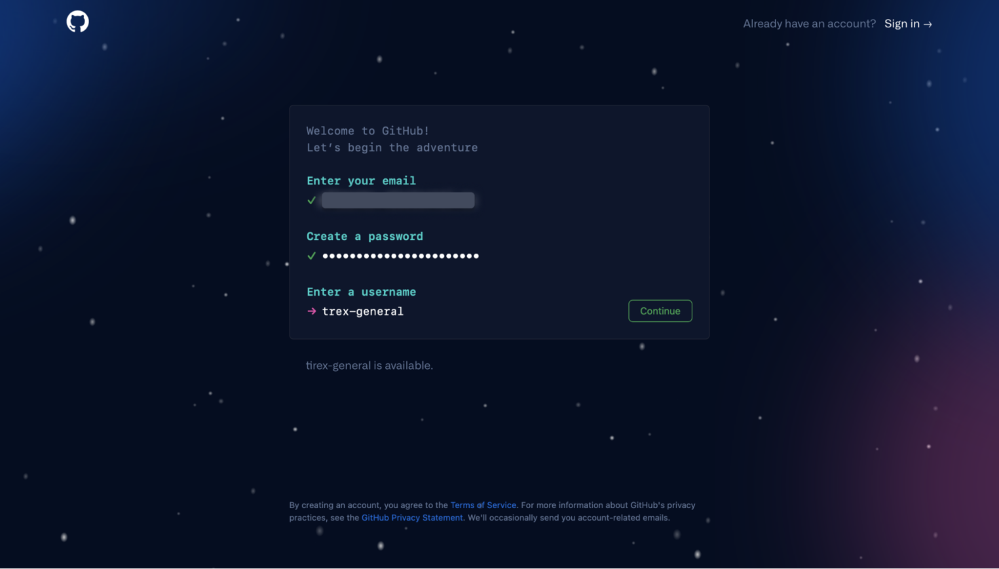 Already have an account? Sign in →
Welcome to GitHub!
Let’s begin the adventure
Enter your email
Create a password
✓ •••••••••••••••••••••••
Enter a username
→ trex-general
Continue
tirex-general is available.
By creating an account, you agree to the Terms of Service. For more information about GitHub's privacy
practices, see the GitHub Privacy Statement. We'll occasionally send you account-related emails.